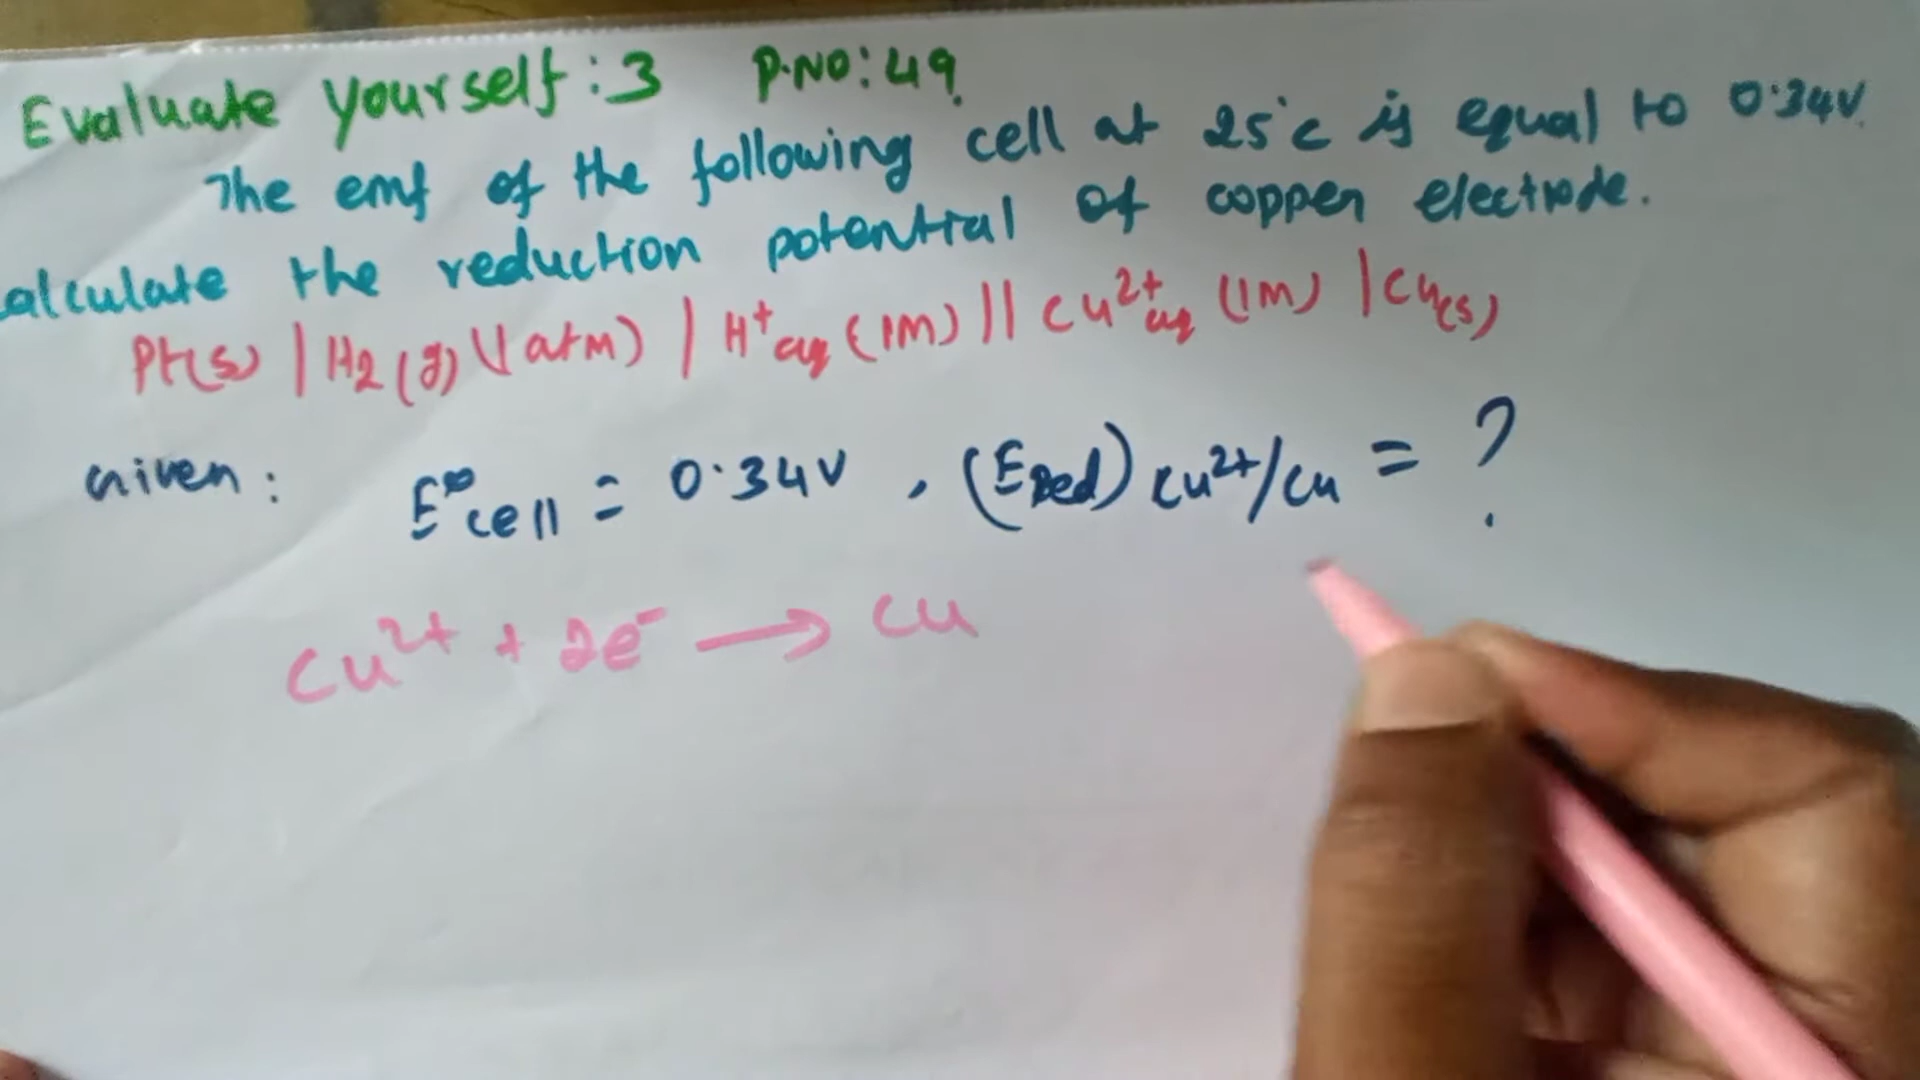 Evaluate yourself: 3 P.NO: 49.
The emf of the following cell at 25°C is equal to 0.34V.
alculate the reduction potential of copper electrode.
Pt(s) | H2(g) (1 atm) | H⁺aq (1M) || Cu²⁺aq (1M) | Cu(s)
Given: E°cell = 0.34V, (ERed) Cu²⁺/Cu = ?
Cu²⁺ + 2e⁻ → Cu